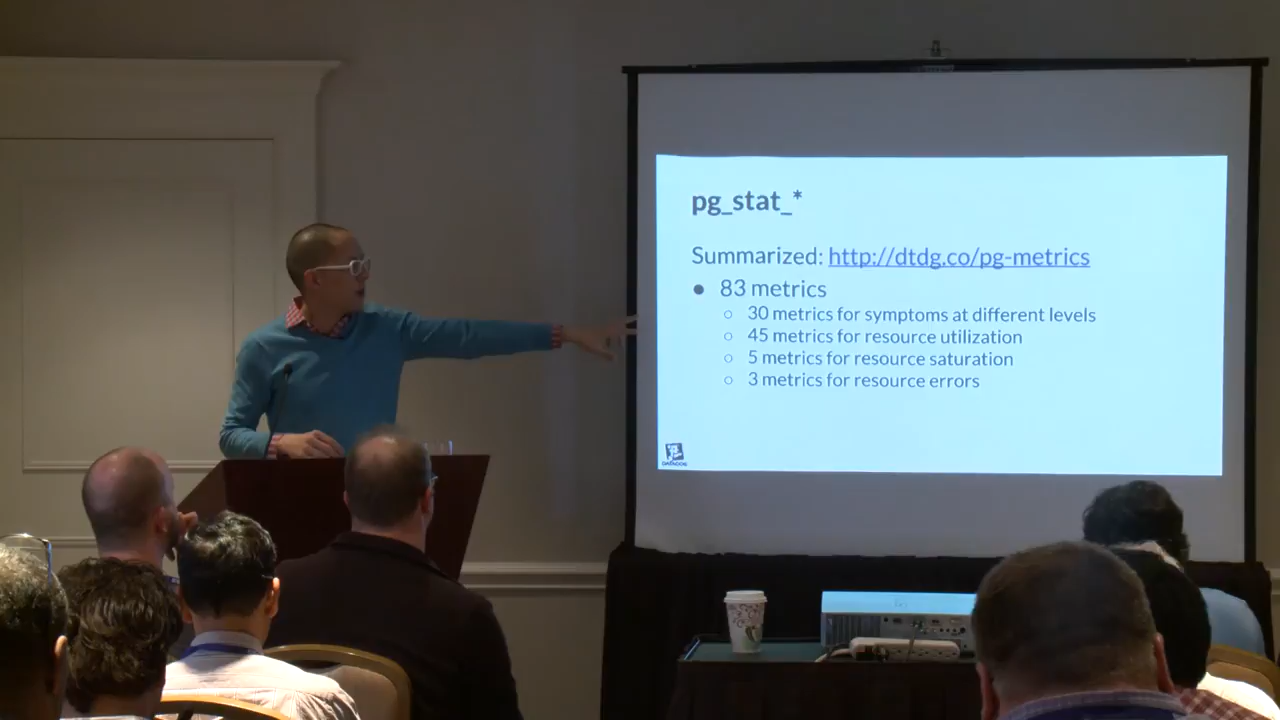 pg_stat_*
Summarized: http://dtdg.co/pg-metrics
● 83 metrics
○ 30 metrics for symptoms at different levels
○ 45 metrics for resource utilization
○ 5 metrics for resource saturation
○ 3 metrics for resource errors
DATADOG